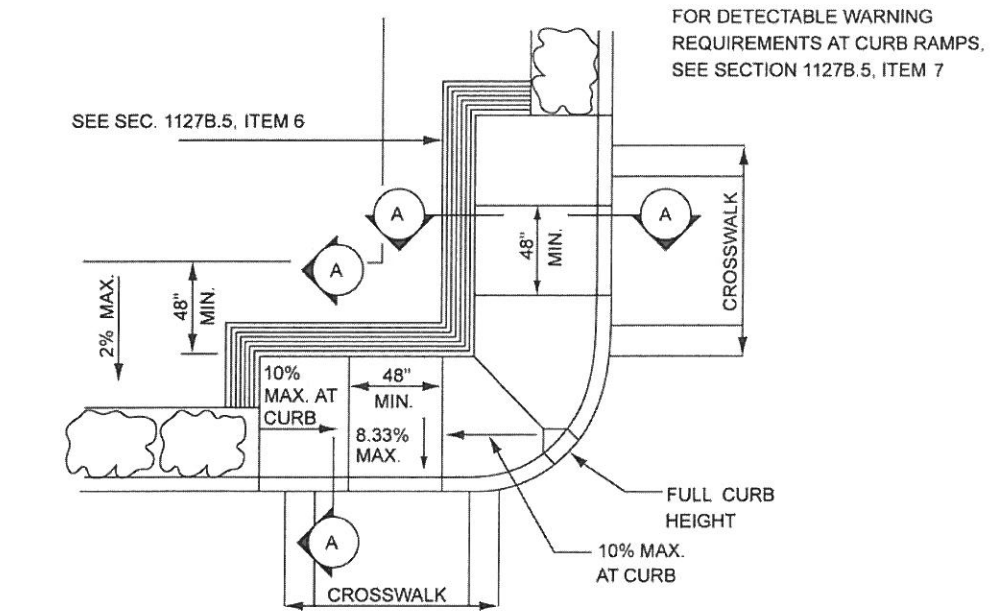 FOR DETECTABLE WARNING
REQUIREMENTS AT CURB RAMPS,
SEE SECTION 1127B.5, ITEM 7
SEE SEC. 1127B.5, ITEM 6
A
A
A
48"
MIN.
CROSSWALK
2% MAX.
48"
MIN.
10%
MAX. AT
CURB
48"
MIN.
8.33%
MAX.
FULL CURB
HEIGHT
10% MAX.
AT CURB
A
CROSSWALK